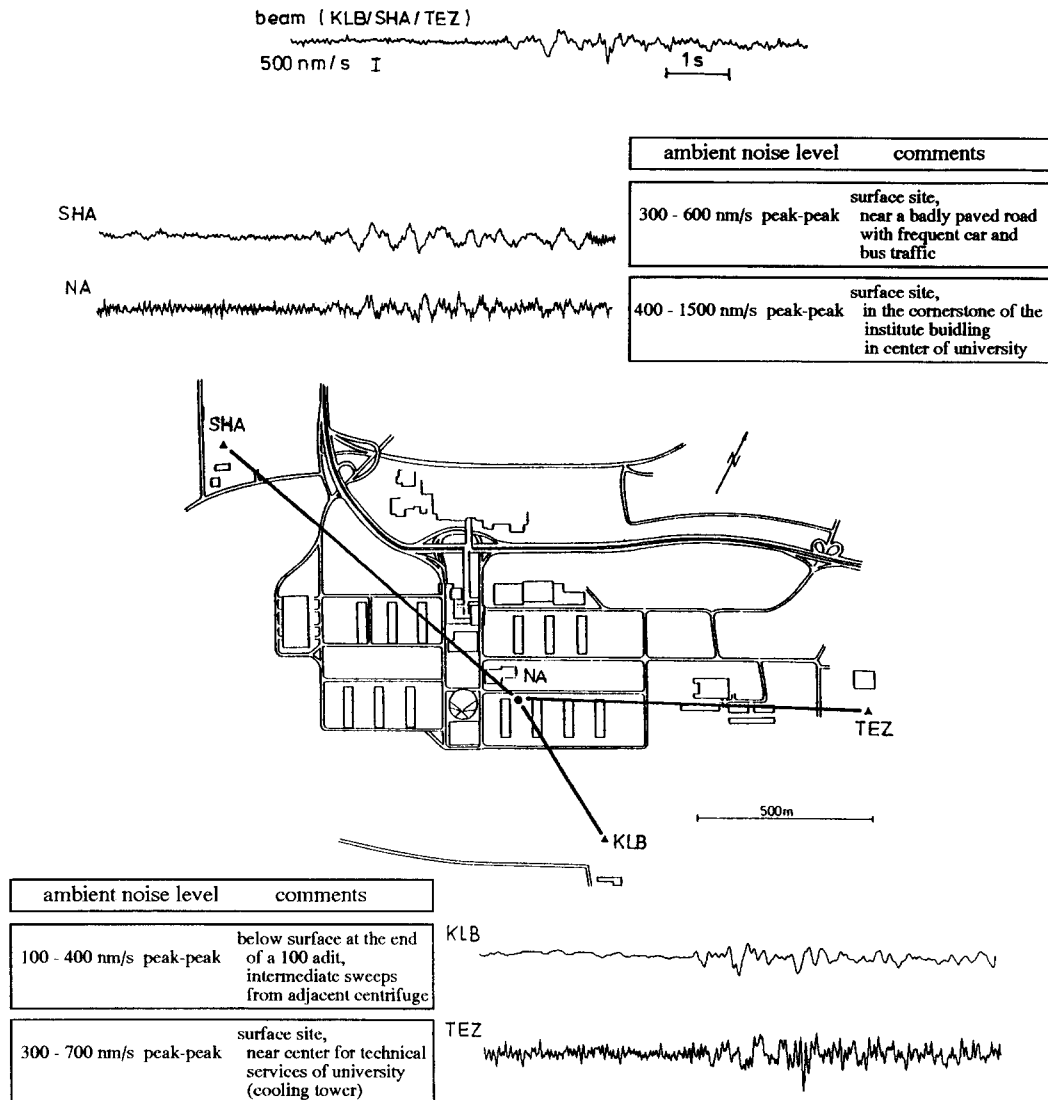 beam (KLB/SHA/TEZ)
500 nm/s
1s
ambient noise level comments
SHA
300 - 600 nm/s peak-peak
surface site,
near a badly paved road
with frequent car and
bus traffic
NA
400 - 1500 nm/s peak-peak
surface site,
in the cornerstone of the
institute buidling
in center of university
SHA
N
NA
TEZ
500m
KLB
ambient noise level comments
100 - 400 nm/s peak-peak
below surface at the end
of a 100 adit,
intermediate sweeps
from adjacent centrifuge
KLB
300 - 700 nm/s peak-peak
surface site,
near center for technical
services of university
(cooling tower)
TEZ